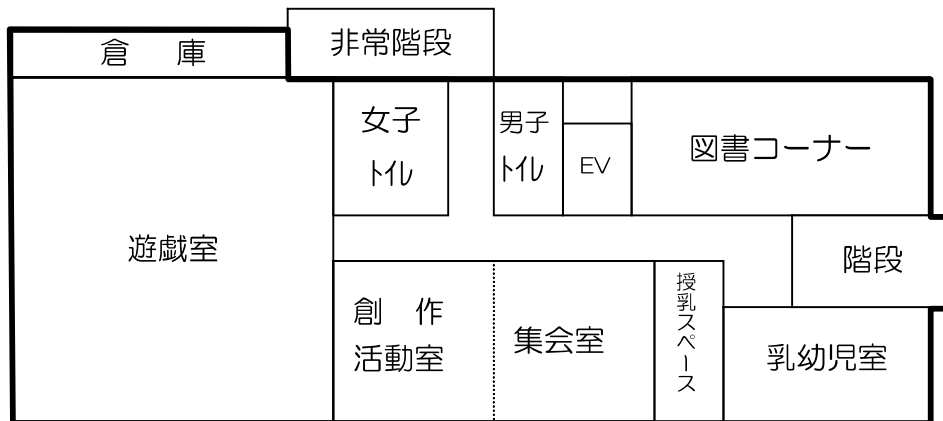 倉　庫
非常階段
女子
トイレ
男子
トイレ
EV
図書コーナー
遊戯室
階段
創　作
活動室
集会室
授乳スペース
乳幼児室